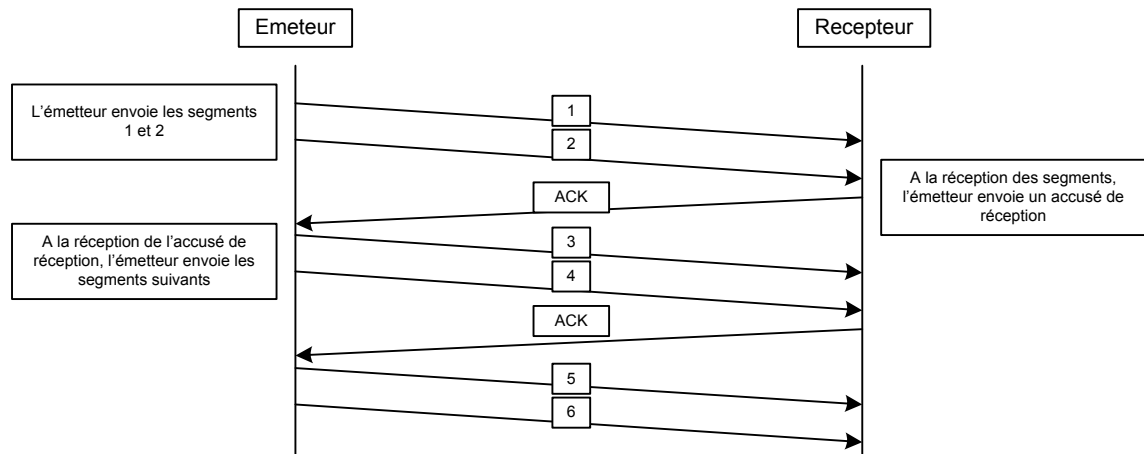 Emeteur
Recepteur
L'émetteur envoie les segments
1 et 2
1
2
A la réception des segments,
l'émetteur envoie un accusé de
réception
ACK
A la réception de l'accusé de
réception, l'émetteur envoie les
segments suivants
3
4
ACK
5
6